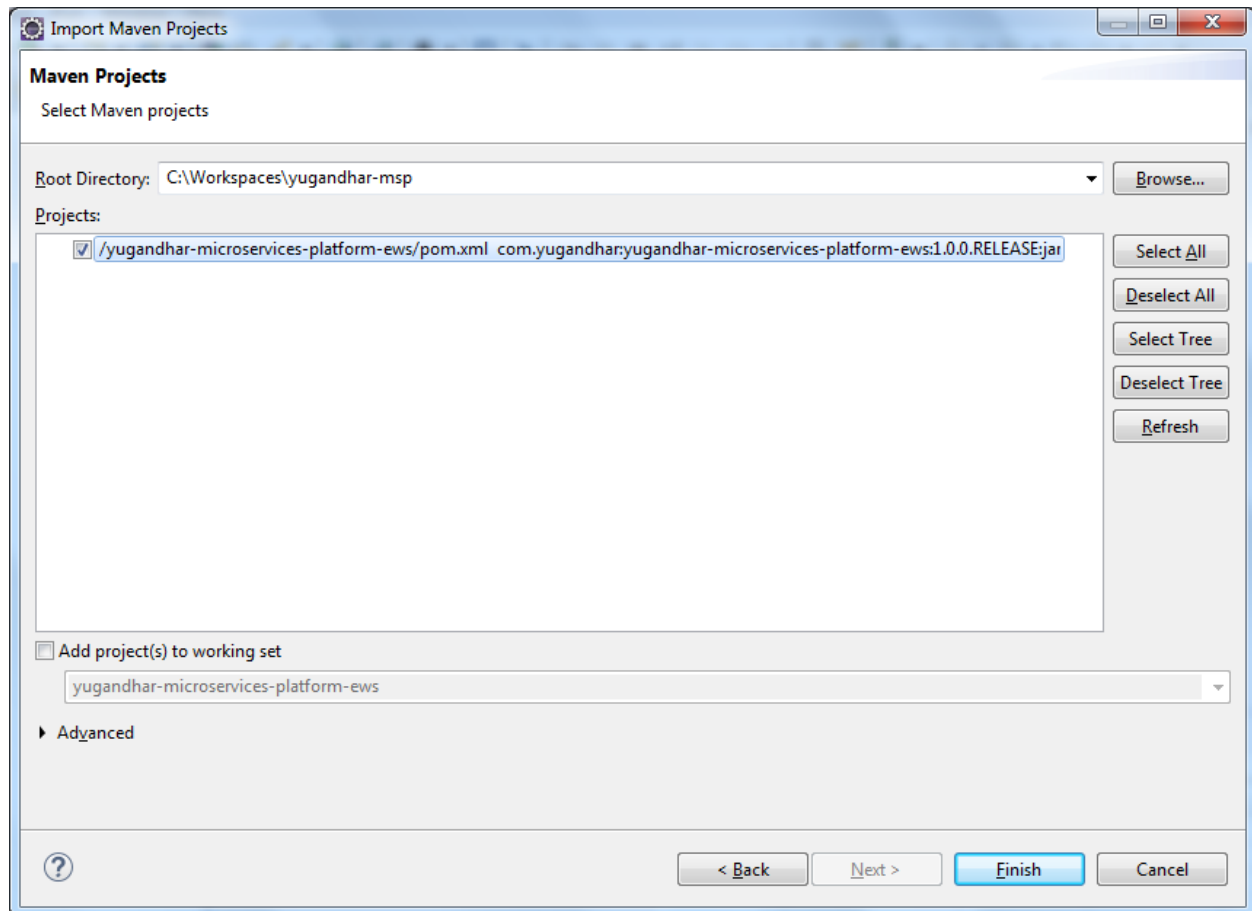 Import Maven Projects
Maven Projects
Select Maven projects
Root Directory: C:\Workspaces\yugandhar-msp Browse...
Projects:
/yugandhar-microservices-platform-ews/pom.xml com.yugandhar:yugandhar-microservices-platform-ews:1.0.0.RELEASE:jar
Select All
Deselect All
Select Tree
Deselect Tree
Refresh
Add project(s) to working set
yugandhar-microservices-platform-ews
Advanced
? < Back Next > Finish Cancel